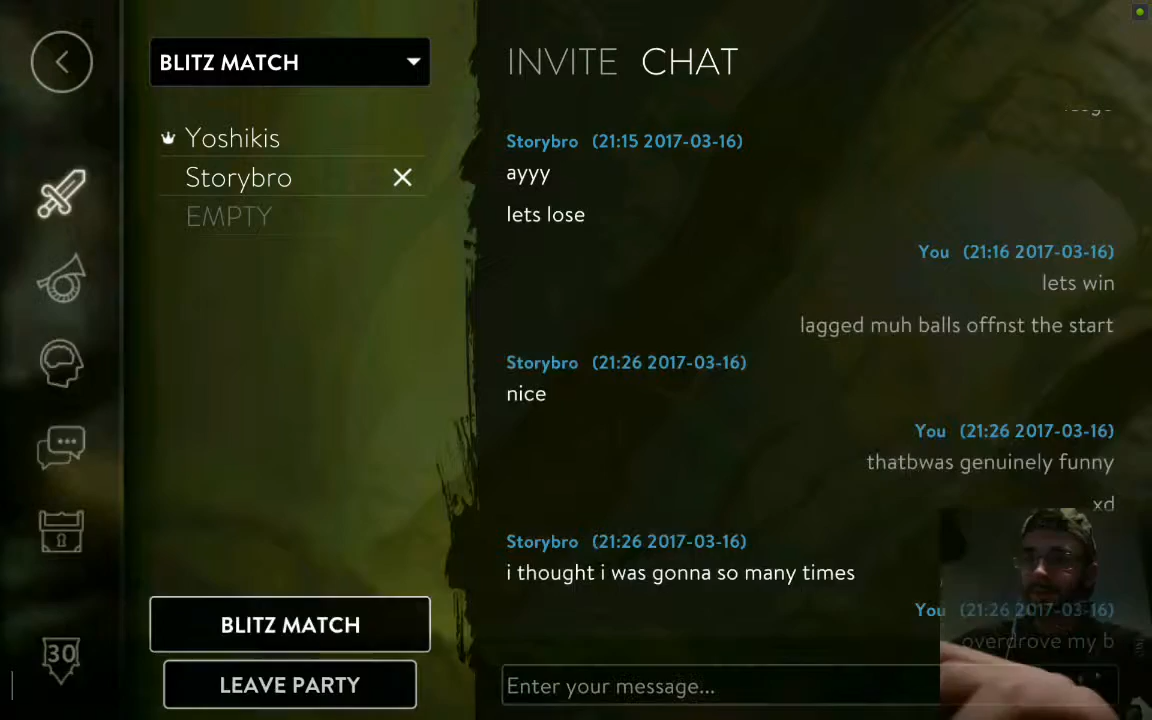 BLITZ MATCH
INVITE CHAT
Yoshikis
Storybro
EMPTY
Storybro (21:15 2017-03-16)
ayyy
lets lose
You (21:16 2017-03-16)
lets win
lagged muh balls offnst the start
Storybro (21:26 2017-03-16)
nice
You (21:26 2017-03-16)
thatbwas genuinely funny
xd
Storybro (21:26 2017-03-16)
i thought i was gonna so many times
You (21:26 2017-03-16)
overdrove my b
Enter your message...
BLITZ MATCH
LEAVE PARTY
30